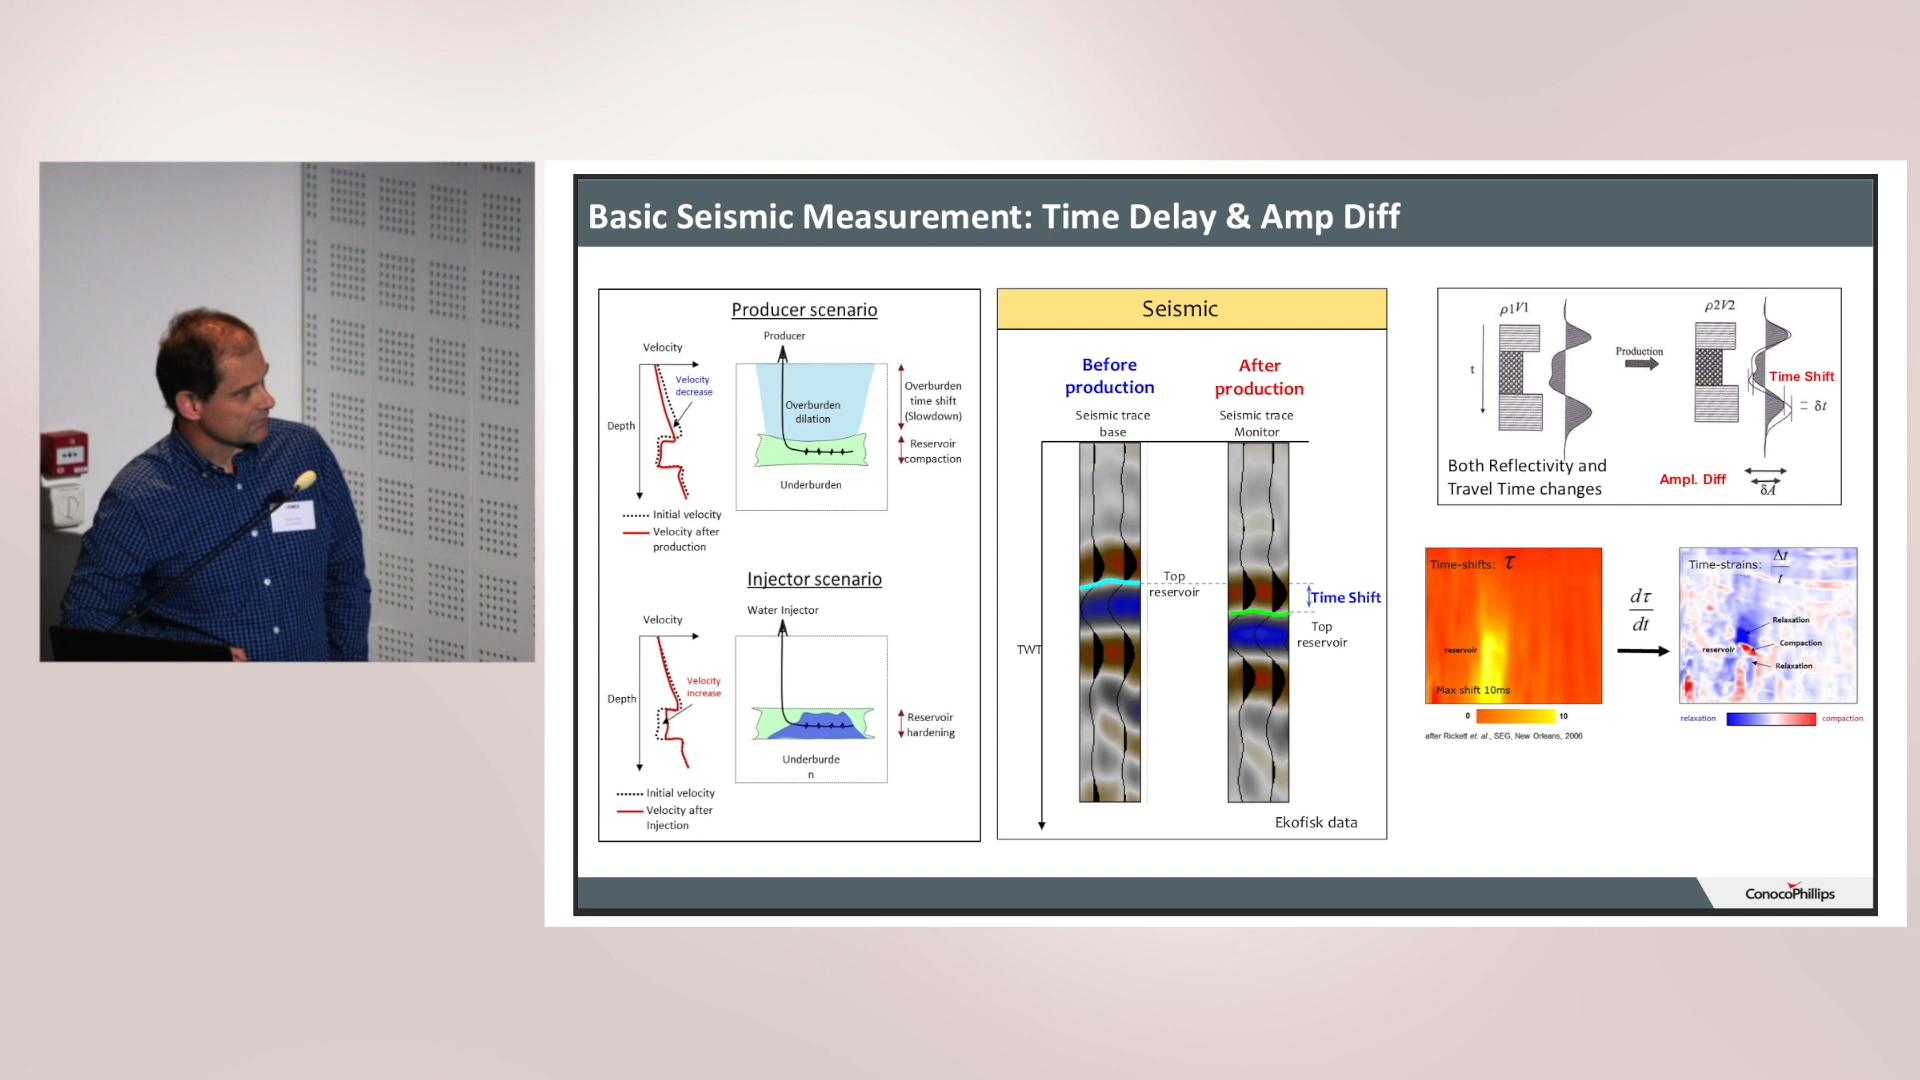 Basic Seismic Measurement: Time Delay & Amp Diff
Producer scenario
Producer
Velocity
Velocity
decrease
Depth
Overburden
dilation
Underburden
Overburden
time shift
(Slowdown)
Reservoir
compaction
Initial velocity
Velocity after
production
Injector scenario
Water Injector
Velocity
Velocity
increase
Depth
Reservoir
hardening
Underburde
n
Initial velocity
Velocity after
Injection
Seismic
Before
production
After
production
Seismic trace
base
Seismic trace
Monitor
Top
reservoir
Time Shift
Top
reservoir
TWT
Ekofisk data
ρ1V1
t
Production
ρ2V2
Time Shift
= δt
Both Reflectivity and
Travel Time changes
Ampl. Diff
δA
Time-shifts: τ
reservoir
Max shift 10ms
0 10
after Rickett et. al., SEG, New Orleans, 2006
dτ
dt
Time-strains: Δt
t
Relaxation
Compaction
reservoir
Relaxation
relaxation compaction
ConocoPhillips